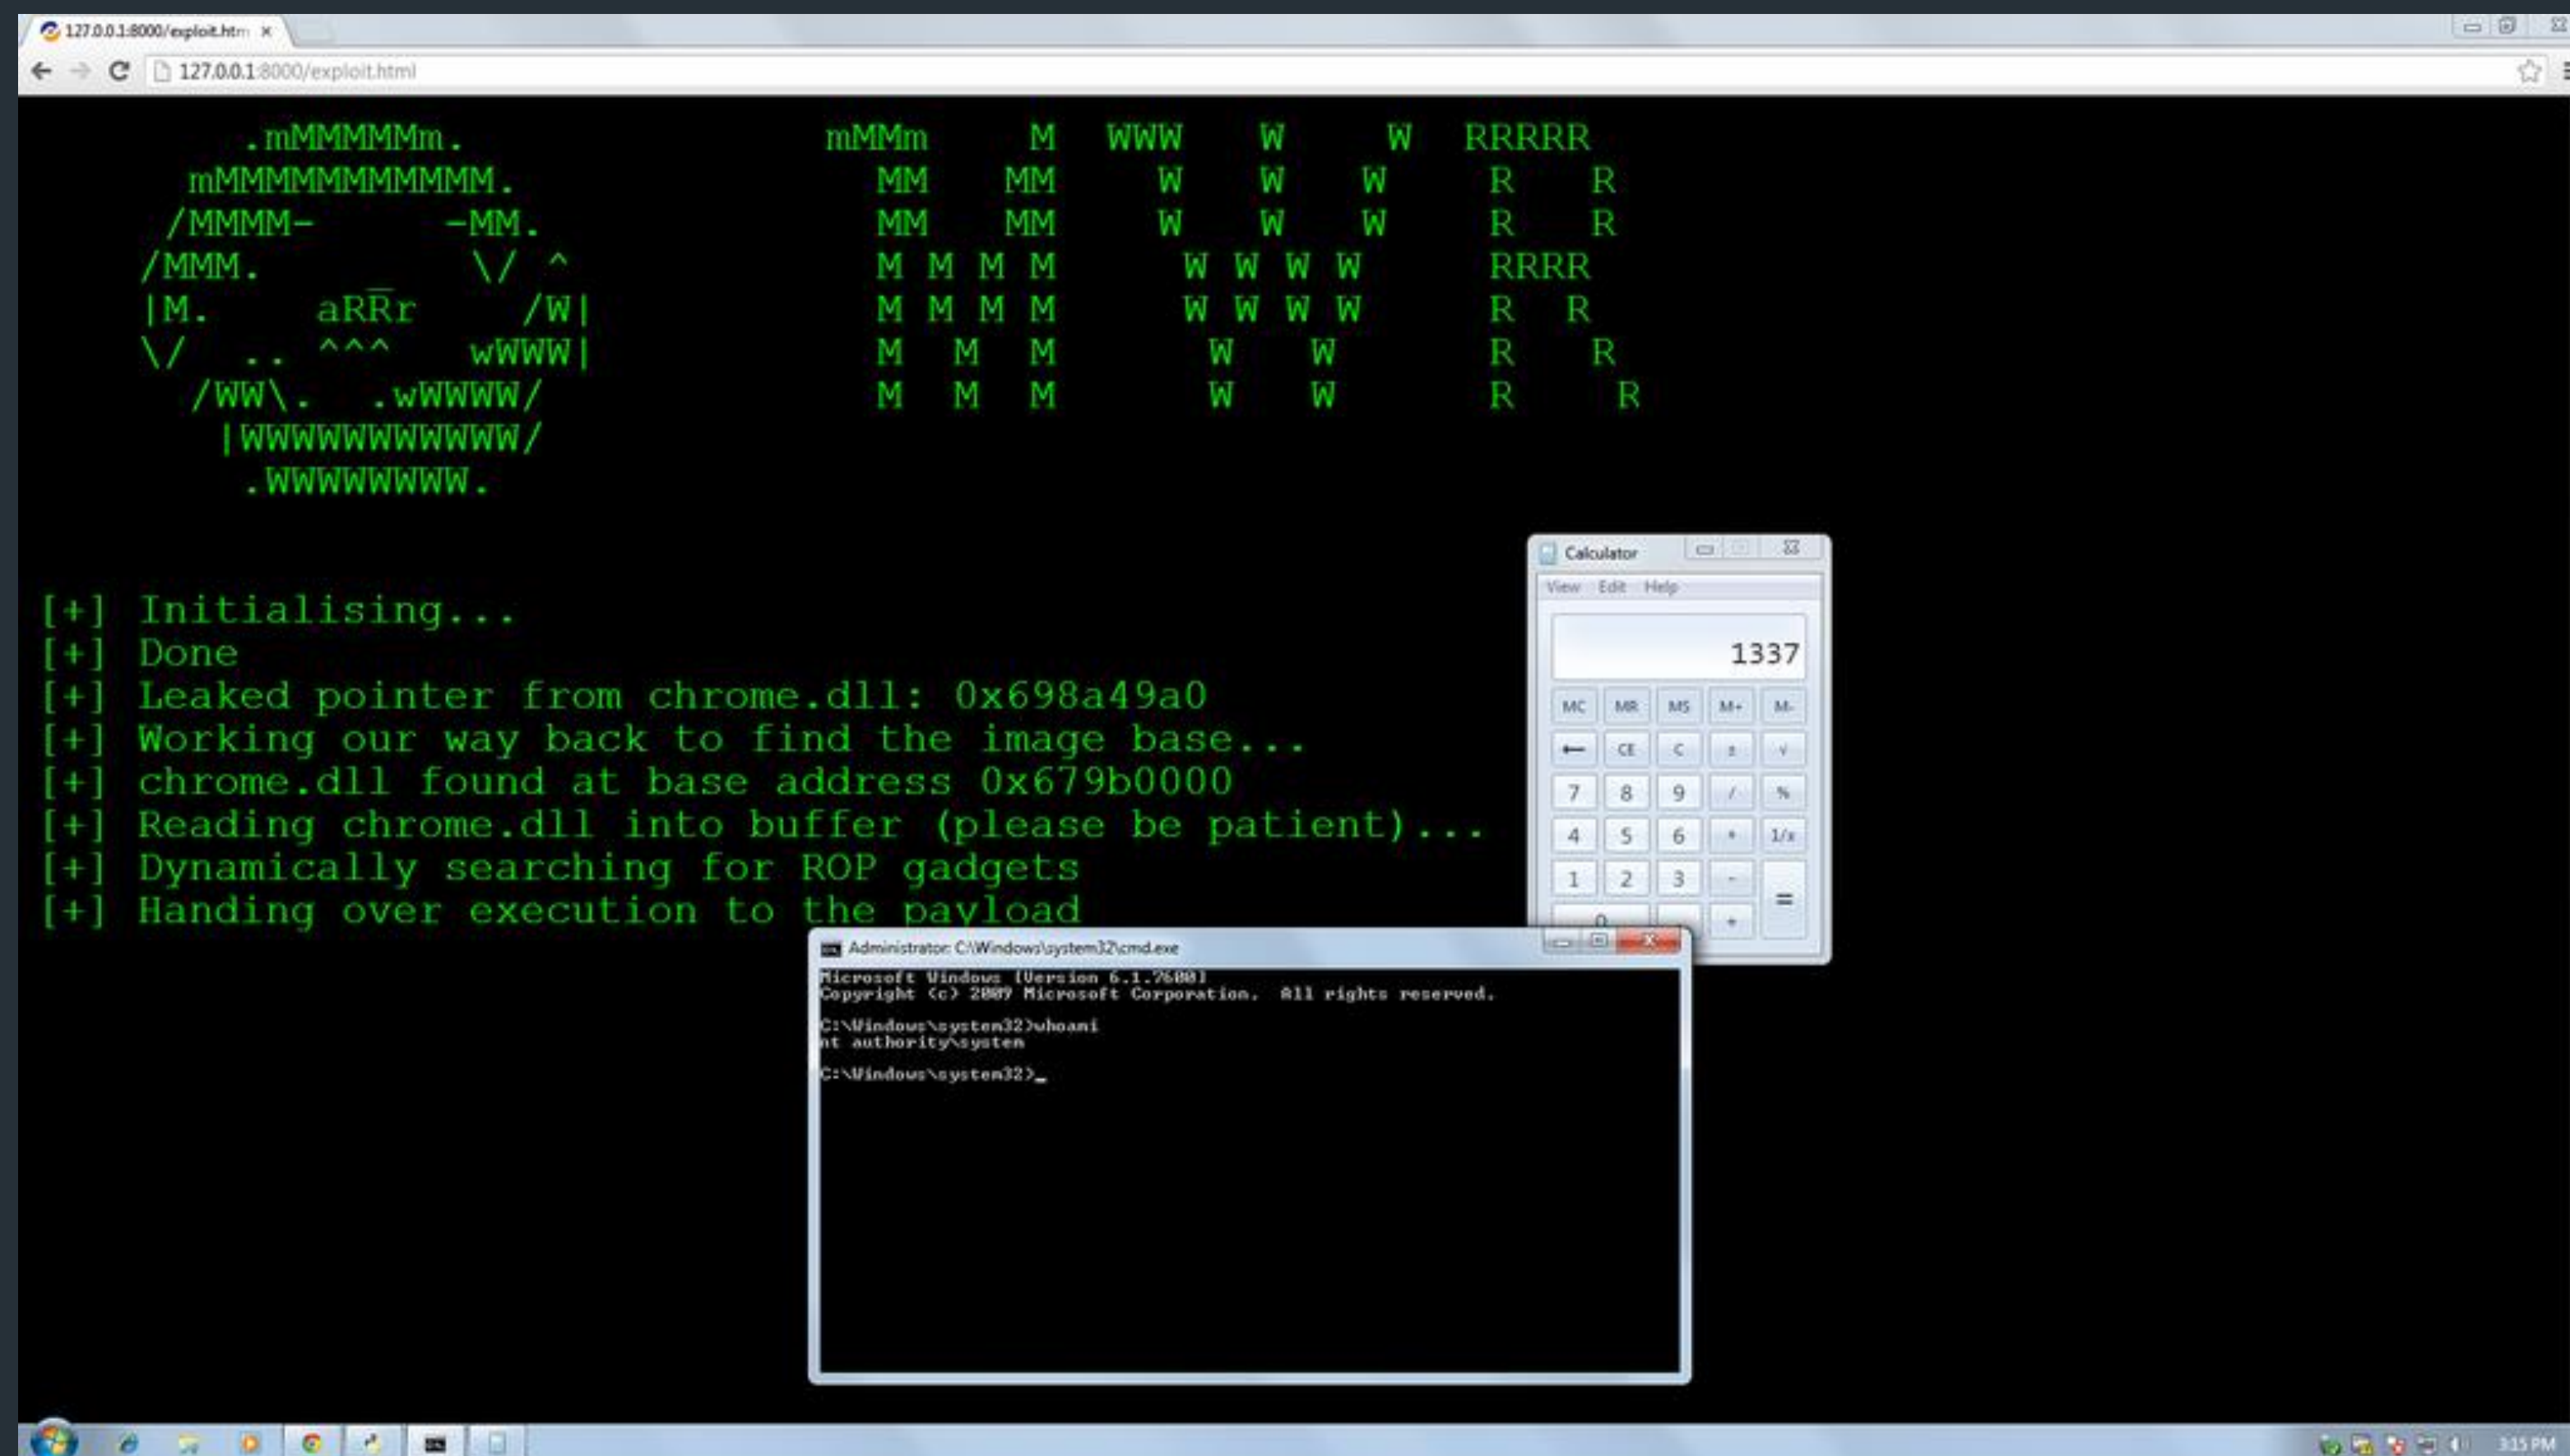 127.0.0.1:8000/exploit.htm
127.0.0.1:8000/exploit.html
.mMMMMMm. mMMm M WWW W W RRRRR
mMMMMMMMMMMM. MM MM W W W R R
/MMMM- -MM. MM MM W W W R R
/MMM. \/ ^ M M M M W W W W RRRR
|M. aRRr /W| M M M M W W W W R R
\/ .. ^^^ wWWW| M M M W W R R
/WW\. .wWWWW/ M M M W W R R
|WWWWWWWWWWW/
.WWWWWWWW.
[+] Initialising...
[+] Done
[+] Leaked pointer from chrome.dll: 0x698a49a0
[+] Working our way back to find the image base...
[+] chrome.dll found at base address 0x679b0000
[+] Reading chrome.dll into buffer (please be patient)...
[+] Dynamically searching for ROP gadgets
[+] Handing over execution to the payload
Calculator
View Edit Help
1337
MC MR MS M+ M-
← CE C ± √
7 8 9 / %
4 5 6 * 1/x
1 2 3 - =
0 . +
Administrator: C:\Windows\system32\cmd.exe
Microsoft Windows [Version 6.1.7600]
Copyright (c) 2009 Microsoft Corporation. All rights reserved.
C:\Windows\system32>whoami
nt authority\system
C:\Windows\system32>_
3:15 PM